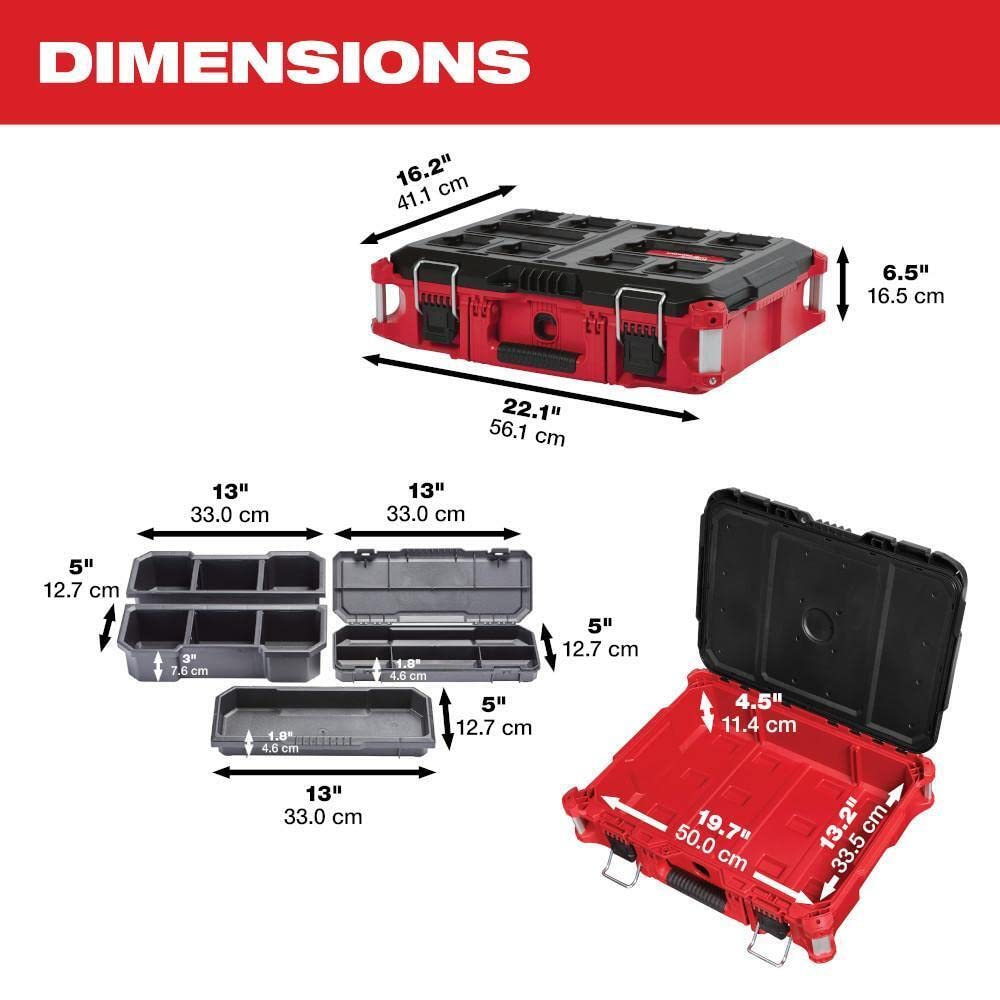 DIMENSIONS
16.2"
41.1 cm
6.5"
16.5 cm
22.1"
56.1 cm
13"
33.0 cm
13"
33.0 cm
5"
12.7 cm
3"
7.6 cm
1.8"
4.6 cm
5"
12.7 cm
1.8"
4.6 cm
5"
12.7 cm
13"
33.0 cm
4.5"
11.4 cm
19.7"
50.0 cm
13.2"
33.5 cm